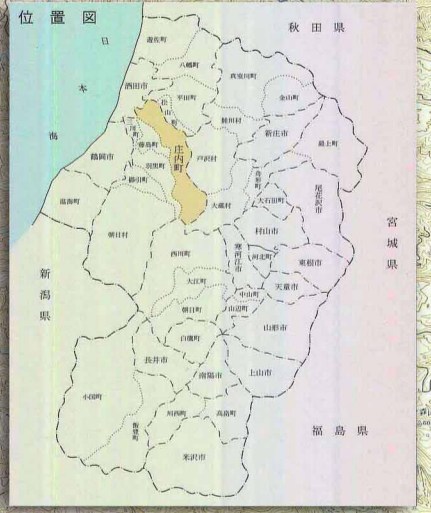 位置図
秋田県
日本海
遊佐町
八幡町
真室川町
酒田市
平田町
金山町
松山町
鮭川村
新庄市
最上町
三川町
藤島町
庄内町
戸沢村
鶴岡市
羽黒町
舟形町
櫛引町
尾花沢市
温海町
大蔵村
大石田町
朝日村
村山市
宮城県
西川町
寒河江市
河北町
東根市
新潟県
大江町
天童市
中山町
朝日町
山辺町
山形市
白鷹町
長井市
南陽市
上山市
小国町
川西町
高畠町
飯豊町
福島県
米沢市